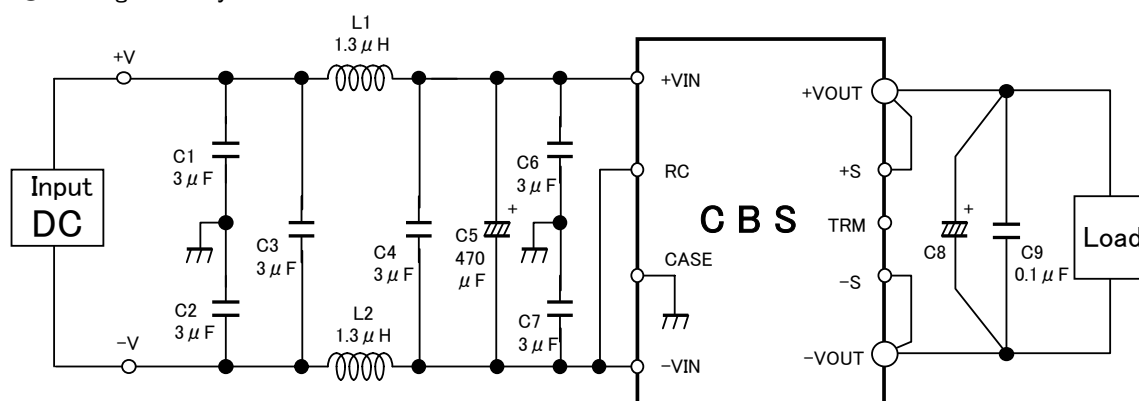 L1
1.3μH
+V
+VIN
+VOUT
C1
3μF
C6
3μF
RC
+S
Input
DC
CBS
TRM
C3
3μF
C4
3μF
C5
470
μF
+
CASE
-S
+
C8
C9
0.1μF
Load
C2
3μF
C7
3μF
L2
1.3μH
-V
-VIN
-VOUT